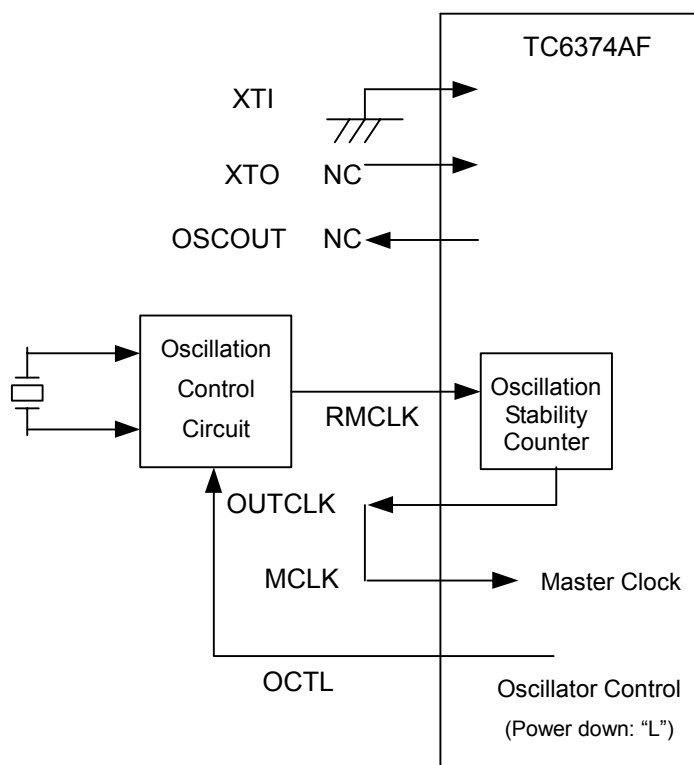 TC6374AF
XTI
XTO NC
OSCOUT NC
Oscillation
Control
Circuit
RMCLK
Oscillation
Stability
Counter
OUTCLK
MCLK
Master Clock
OCTL
Oscillator Control
(Power down: “L”)